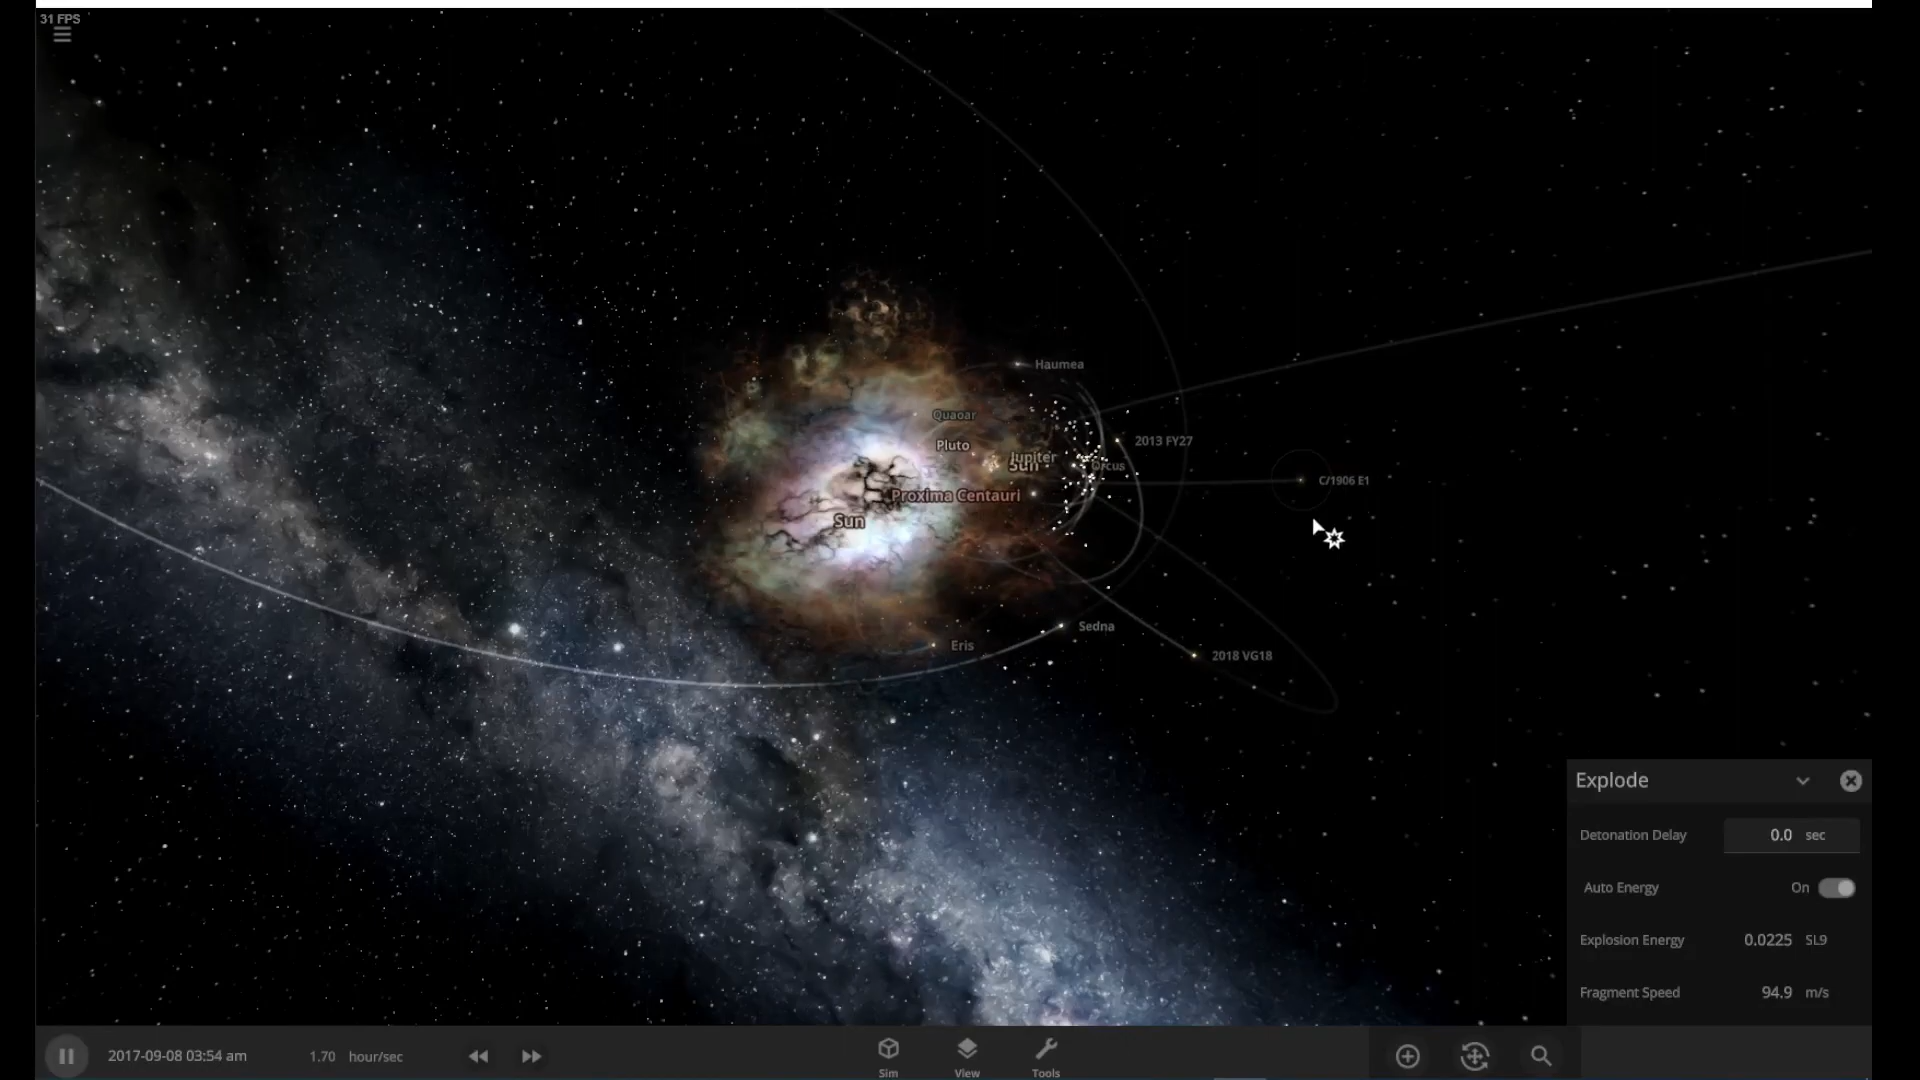 31 FPS
Haumea
Quaoar
2013 FY27
Pluto
Jupiter
Sun
Orcus
C/1906 E1
Proxima Centauri
Sun
Sedna
Eris
2018 VG18
Explode
Detonation Delay 0.0 sec
Auto Energy On
Explosion Energy 0.0225 SL9
Fragment Speed 94.9 m/s
2017-09-08 03:54 am 1.70 hour/sec
Sim View Tools